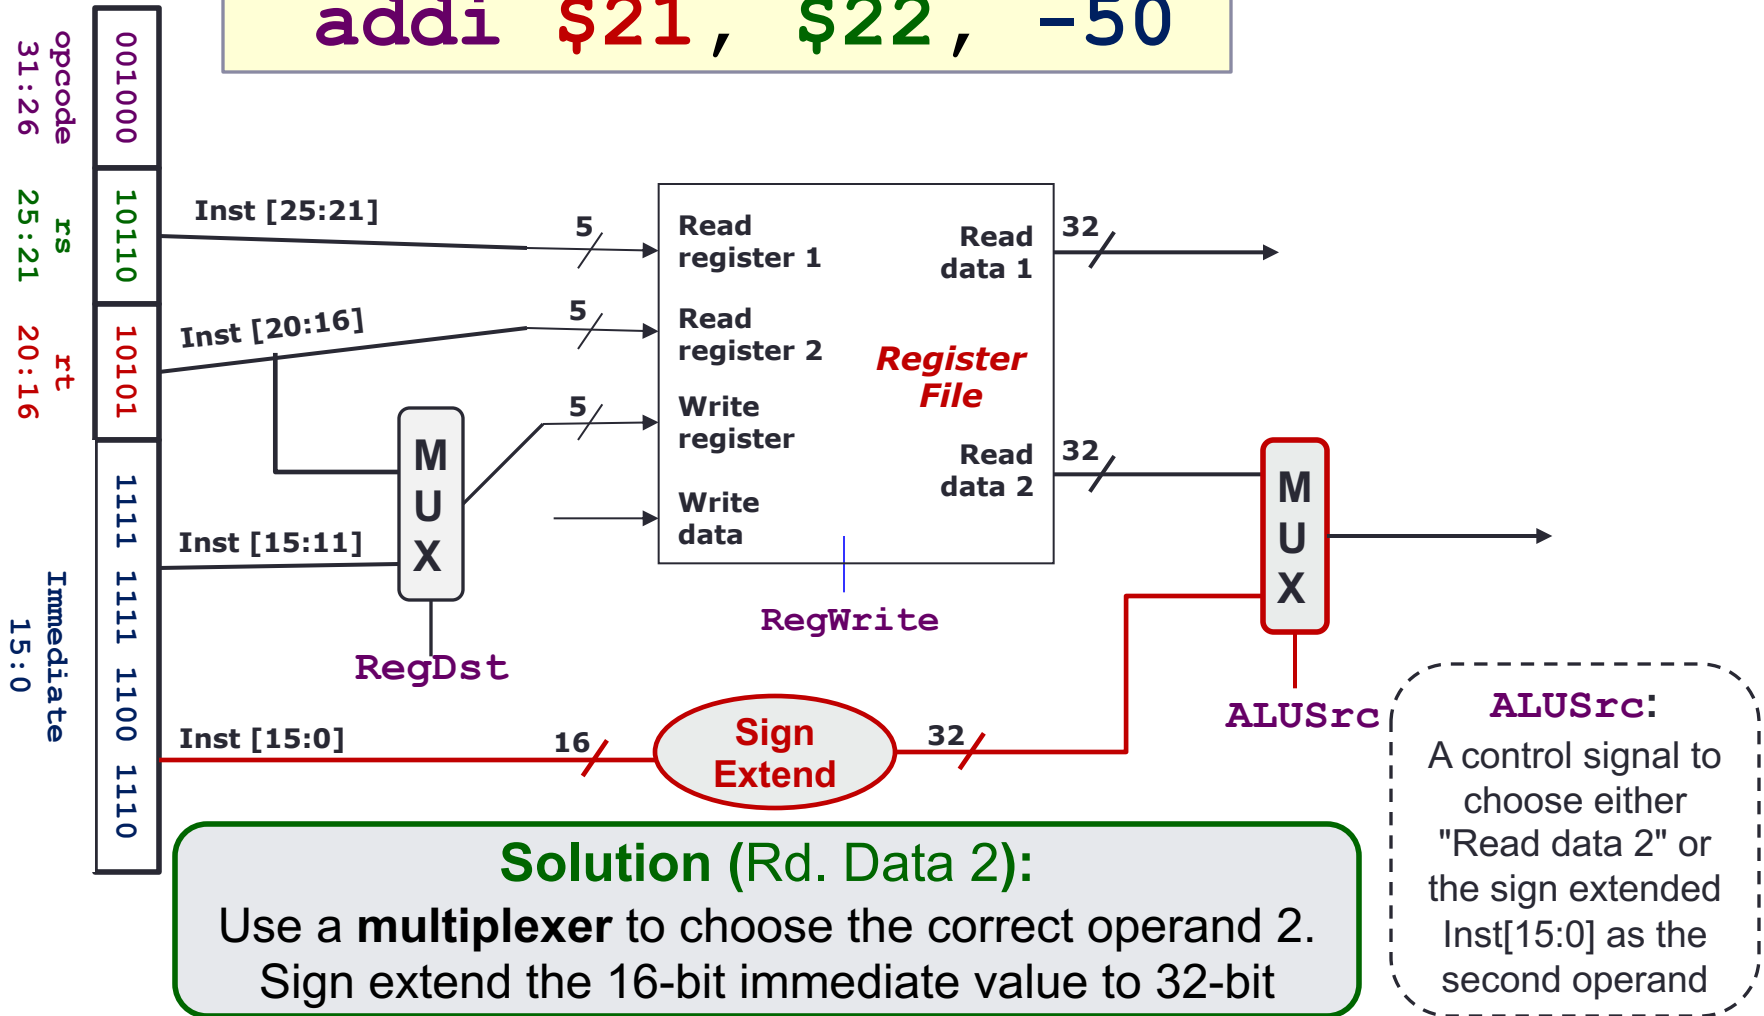 addi $21, $22, -50
opcode
31:26
001000
rs
25:21
10110
rt
20:16
10101
Immediate
15:0
1111 1111 1100 1110
Inst [25:21]
5
Inst [20:16]
5
5
Inst [15:11]
M
U
X
RegDst
Read
register 1
Read
register 2
Write
register
Write
data
Register
File
Read
data 1
Read
data 2
32
32
RegWrite
M
U
X
ALUSrc
Inst [15:0]
16
Sign
Extend
32
ALUSrc:
A control signal to
choose either
"Read data 2" or
the sign extended
Inst[15:0] as the
second operand
Solution (Rd. Data 2):
Use a multiplexer to choose the correct operand 2.
Sign extend the 16-bit immediate value to 32-bit